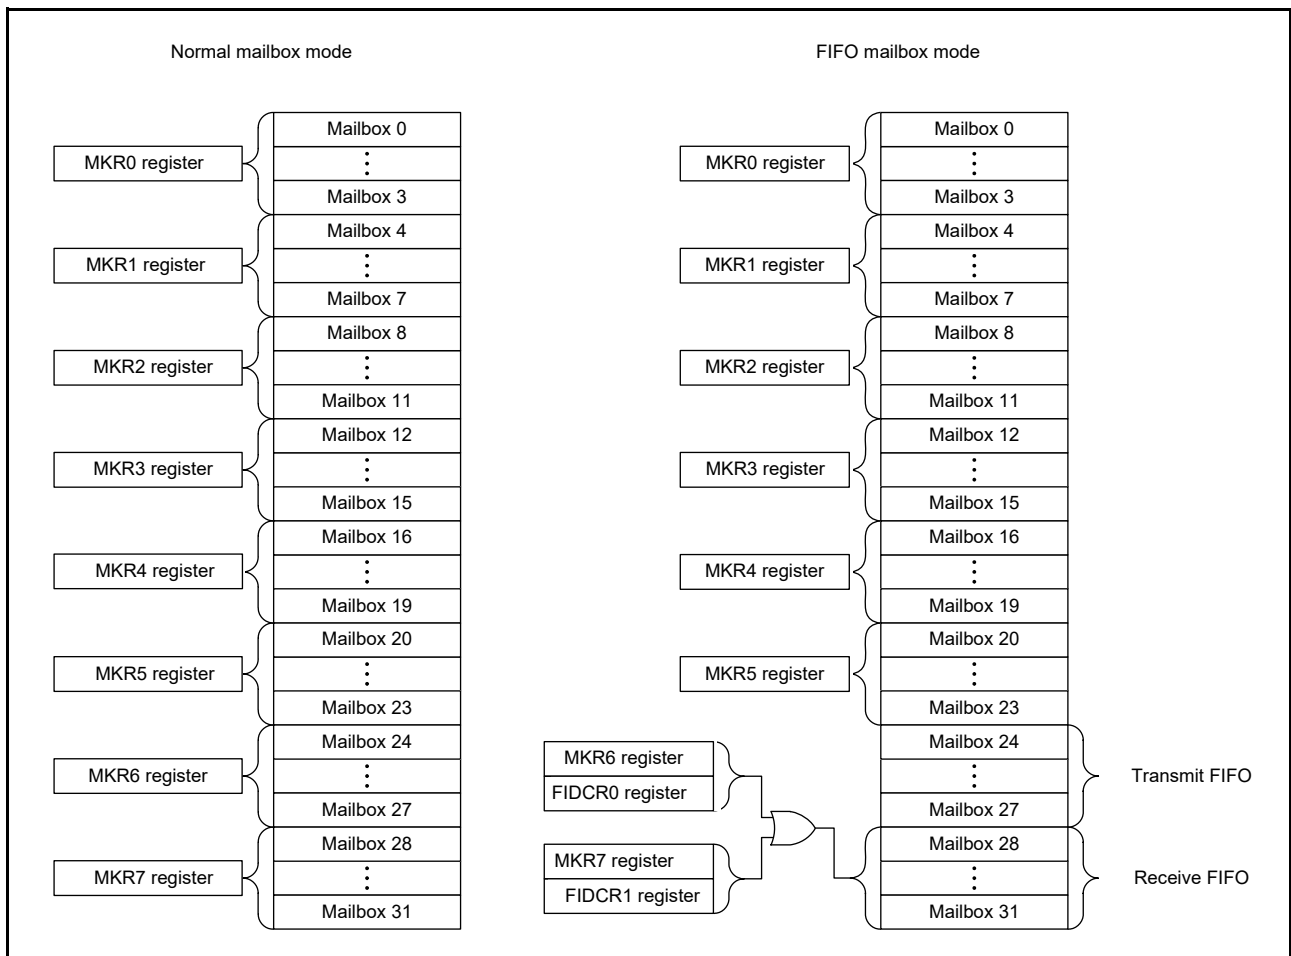 Normal mailbox mode
Mailbox 0
MKR0 register
Mailbox 3
Mailbox 4
MKR1 register
Mailbox 7
Mailbox 8
MKR2 register
Mailbox 11
Mailbox 12
MKR3 register
Mailbox 15
Mailbox 16
MKR4 register
Mailbox 19
Mailbox 20
MKR5 register
Mailbox 23
Mailbox 24
MKR6 register
Mailbox 27
Mailbox 28
MKR7 register
Mailbox 31
FIFO mailbox mode
Mailbox 0
MKR0 register
Mailbox 3
Mailbox 4
MKR1 register
Mailbox 7
Mailbox 8
MKR2 register
Mailbox 11
Mailbox 12
MKR3 register
Mailbox 15
Mailbox 16
MKR4 register
Mailbox 19
Mailbox 20
MKR5 register
Mailbox 23
Mailbox 24
MKR6 register
FIDCR0 register
Transmit FIFO
Mailbox 27
Mailbox 28
MKR7 register
FIDCR1 register
Receive FIFO
Mailbox 31